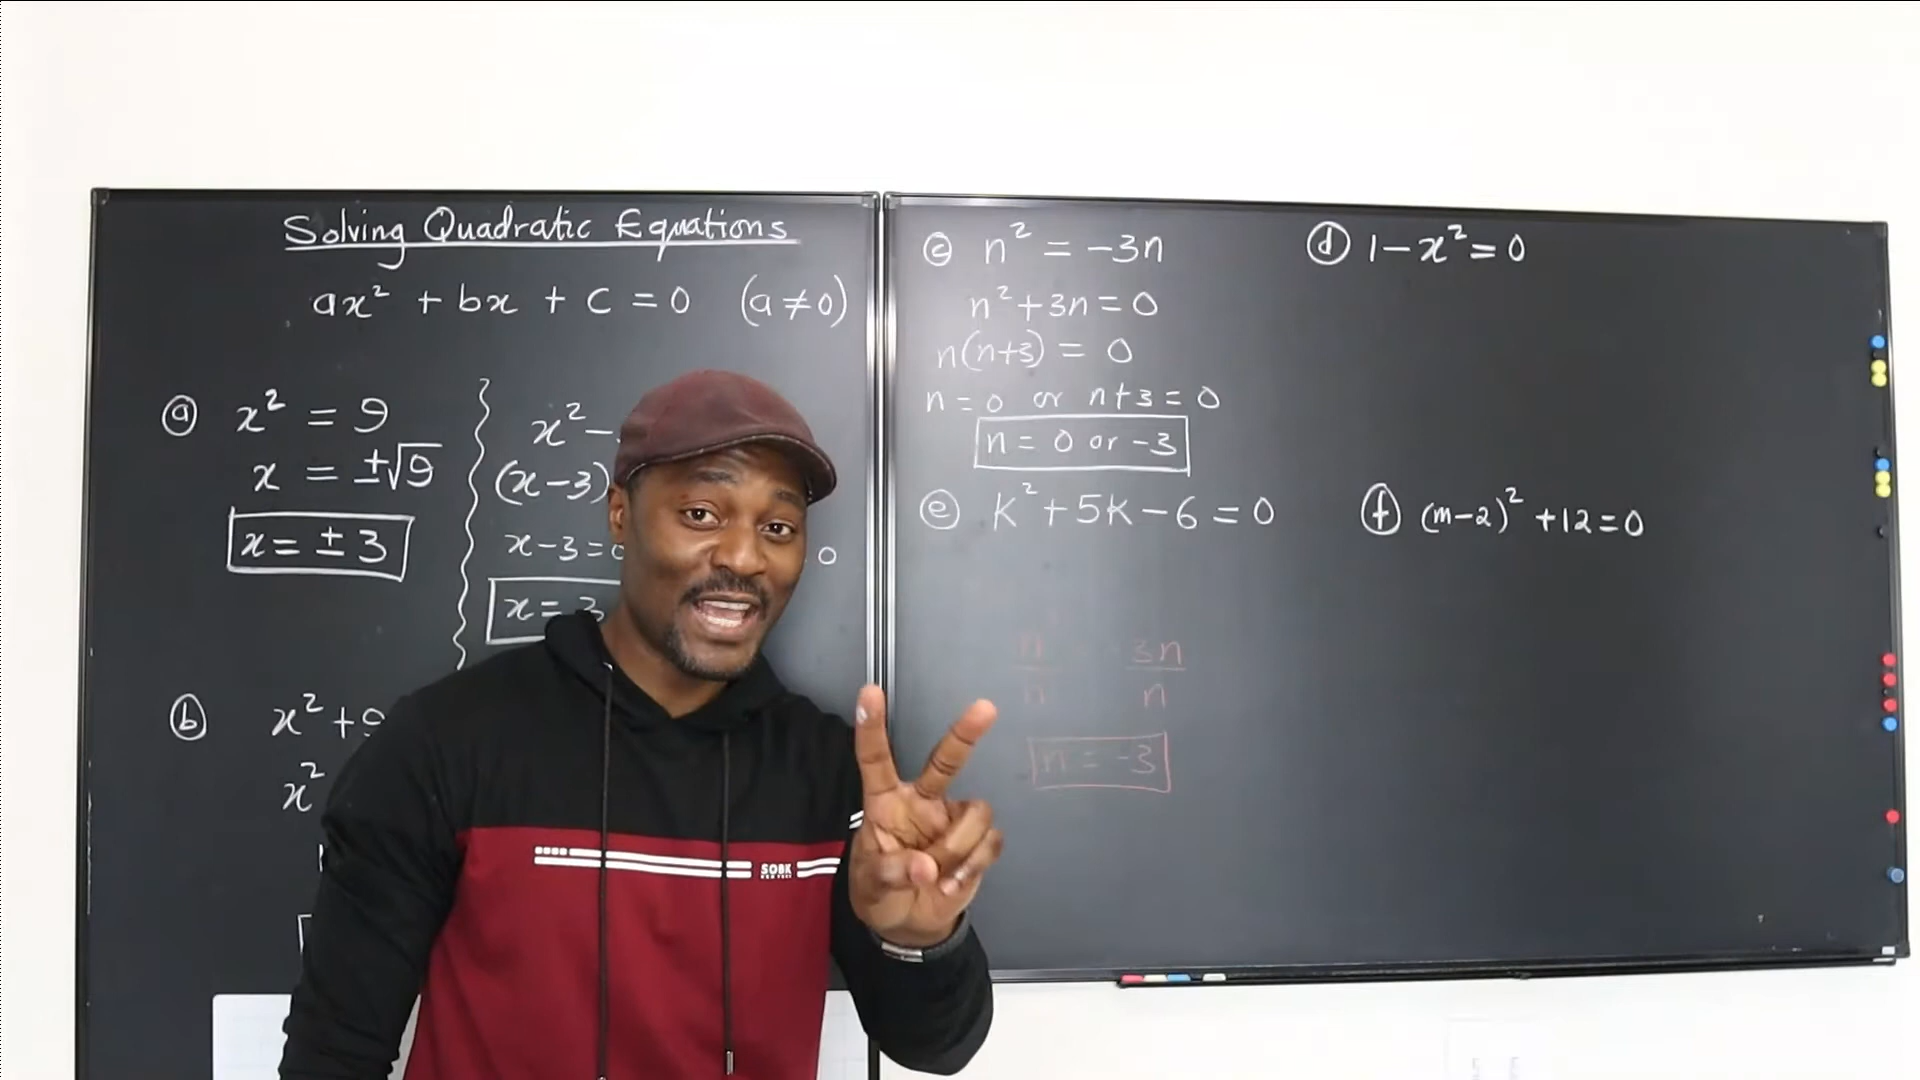 Solving Quadratic Equations
ax² + bx + c = 0 (a ≠ 0)
ⓐ x² = 9
x = ±√9
x = ± 3
x² -
(x-3)
x-3=0
0
x = 3
ⓑ x² + 9
x²
ⓒ n² = -3n
n² + 3n = 0
n(n+3) = 0
n = 0 or n+3 = 0
n = 0 or -3
ⓓ 1 - x² = 0
ⓔ k² + 5k - 6 = 0
ⓕ (m-2)² + 12 = 0
n 3n
n n
n = -3
SOBK